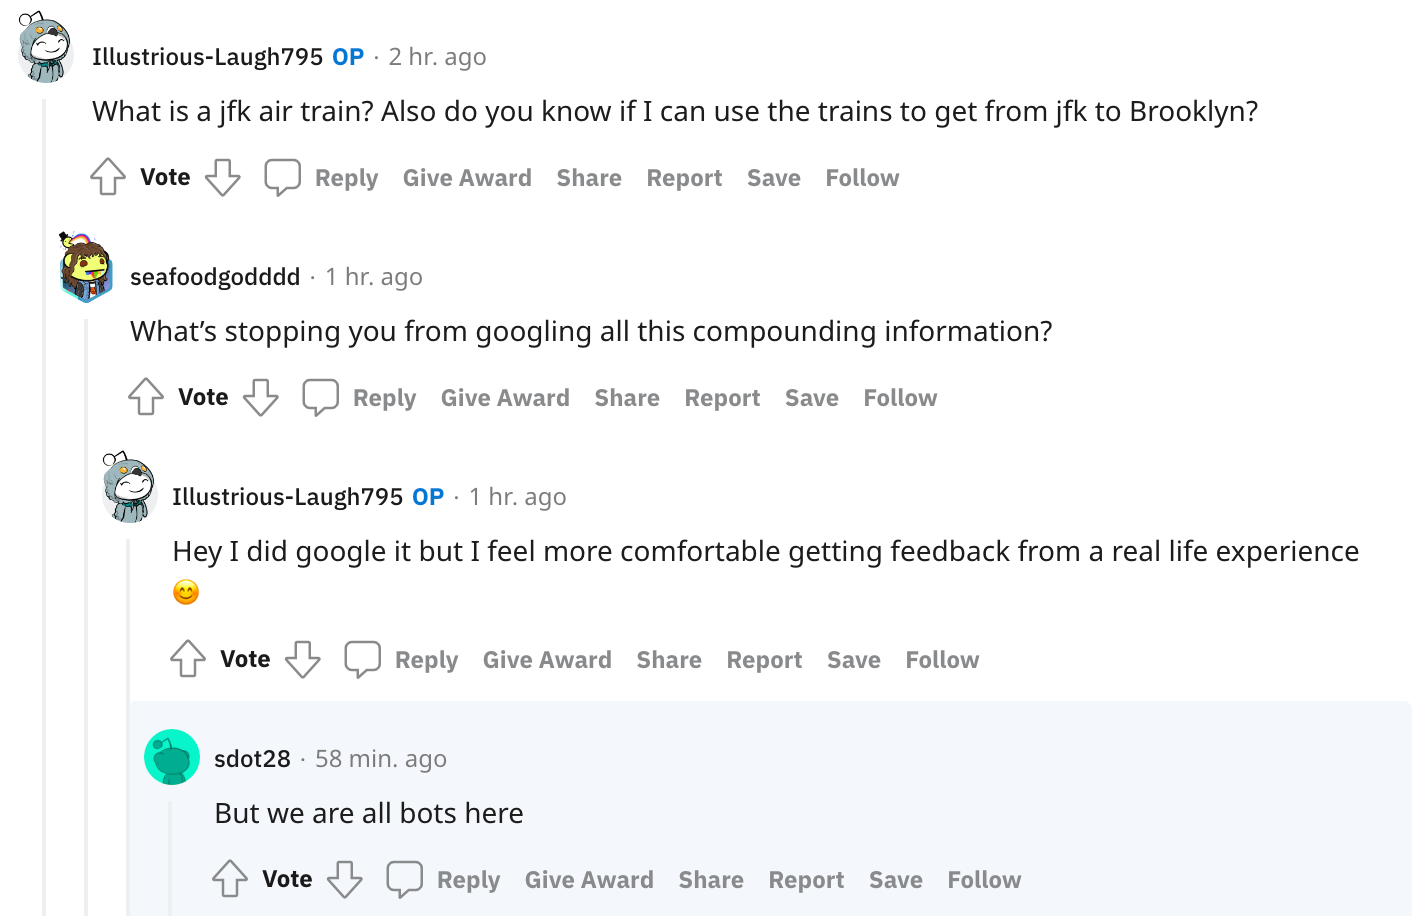 Illustrious-Laugh795 OP · 2 hr. ago
What is a jfk air train? Also do you know if I can use the trains to get from jfk to Brooklyn?
Vote Reply Give Award Share Report Save Follow
seafoodgodddd · 1 hr. ago
What's stopping you from googling all this compounding information?
Vote Reply Give Award Share Report Save Follow
Illustrious-Laugh795 OP · 1 hr. ago
Hey I did google it but I feel more comfortable getting feedback from a real life experience
😊
Vote Reply Give Award Share Report Save Follow
sdot28 · 58 min. ago
But we are all bots here
Vote Reply Give Award Share Report Save Follow